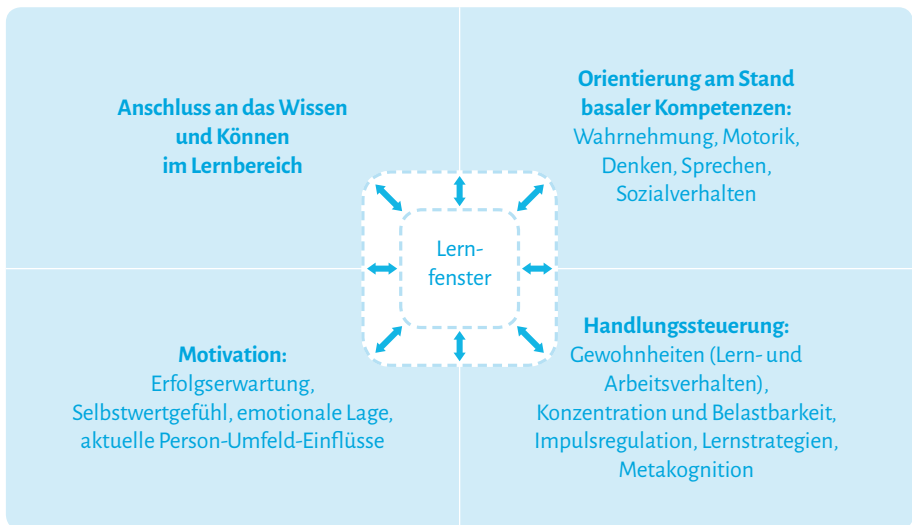 Anschluss an das Wissen
und Können
im Lernbereich
Orientierung am Stand
basaler Kompetenzen:
Wahrnehmung, Motorik,
Denken, Sprechen,
Sozialverhalten
Lern-
fenster
Motivation:
Erfolgserwartung,
Selbstwertgefühl, emotionale Lage,
aktuelle Person-Umfeld-Einflüsse
Handlungssteuerung:
Gewohnheiten (Lern- und
Arbeitsverhalten),
Konzentration und Belastbarkeit,
Impulsregulation, Lernstrategien,
Metakognition